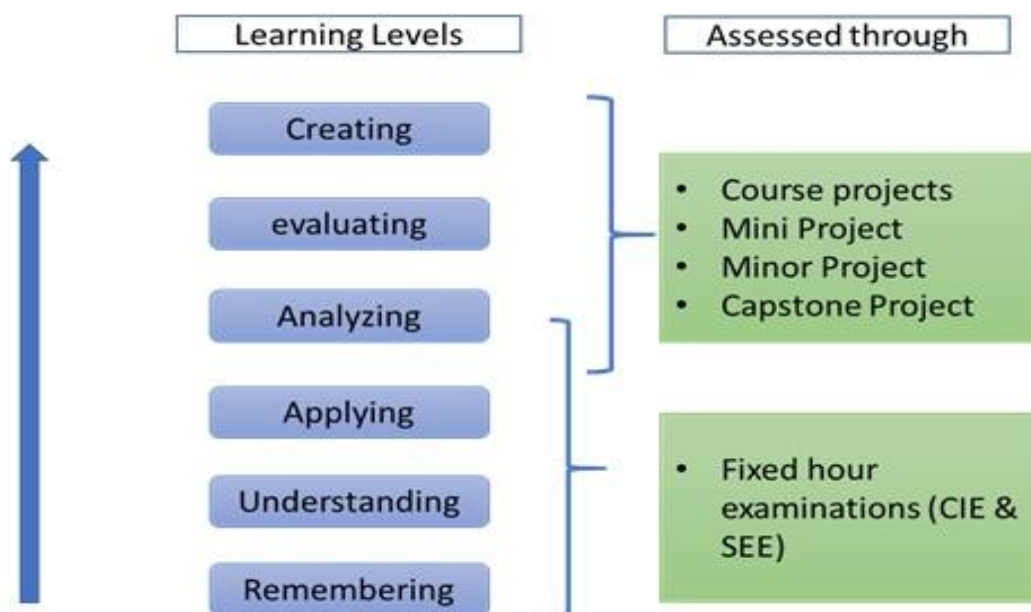 Learning Levels
Assessed through
Creating
evaluating
Analyzing
Applying
Understanding
Remembering
• Course projects
• Mini Project
• Minor Project
• Capstone Project
• Fixed hour
examinations (CIE &
SEE)